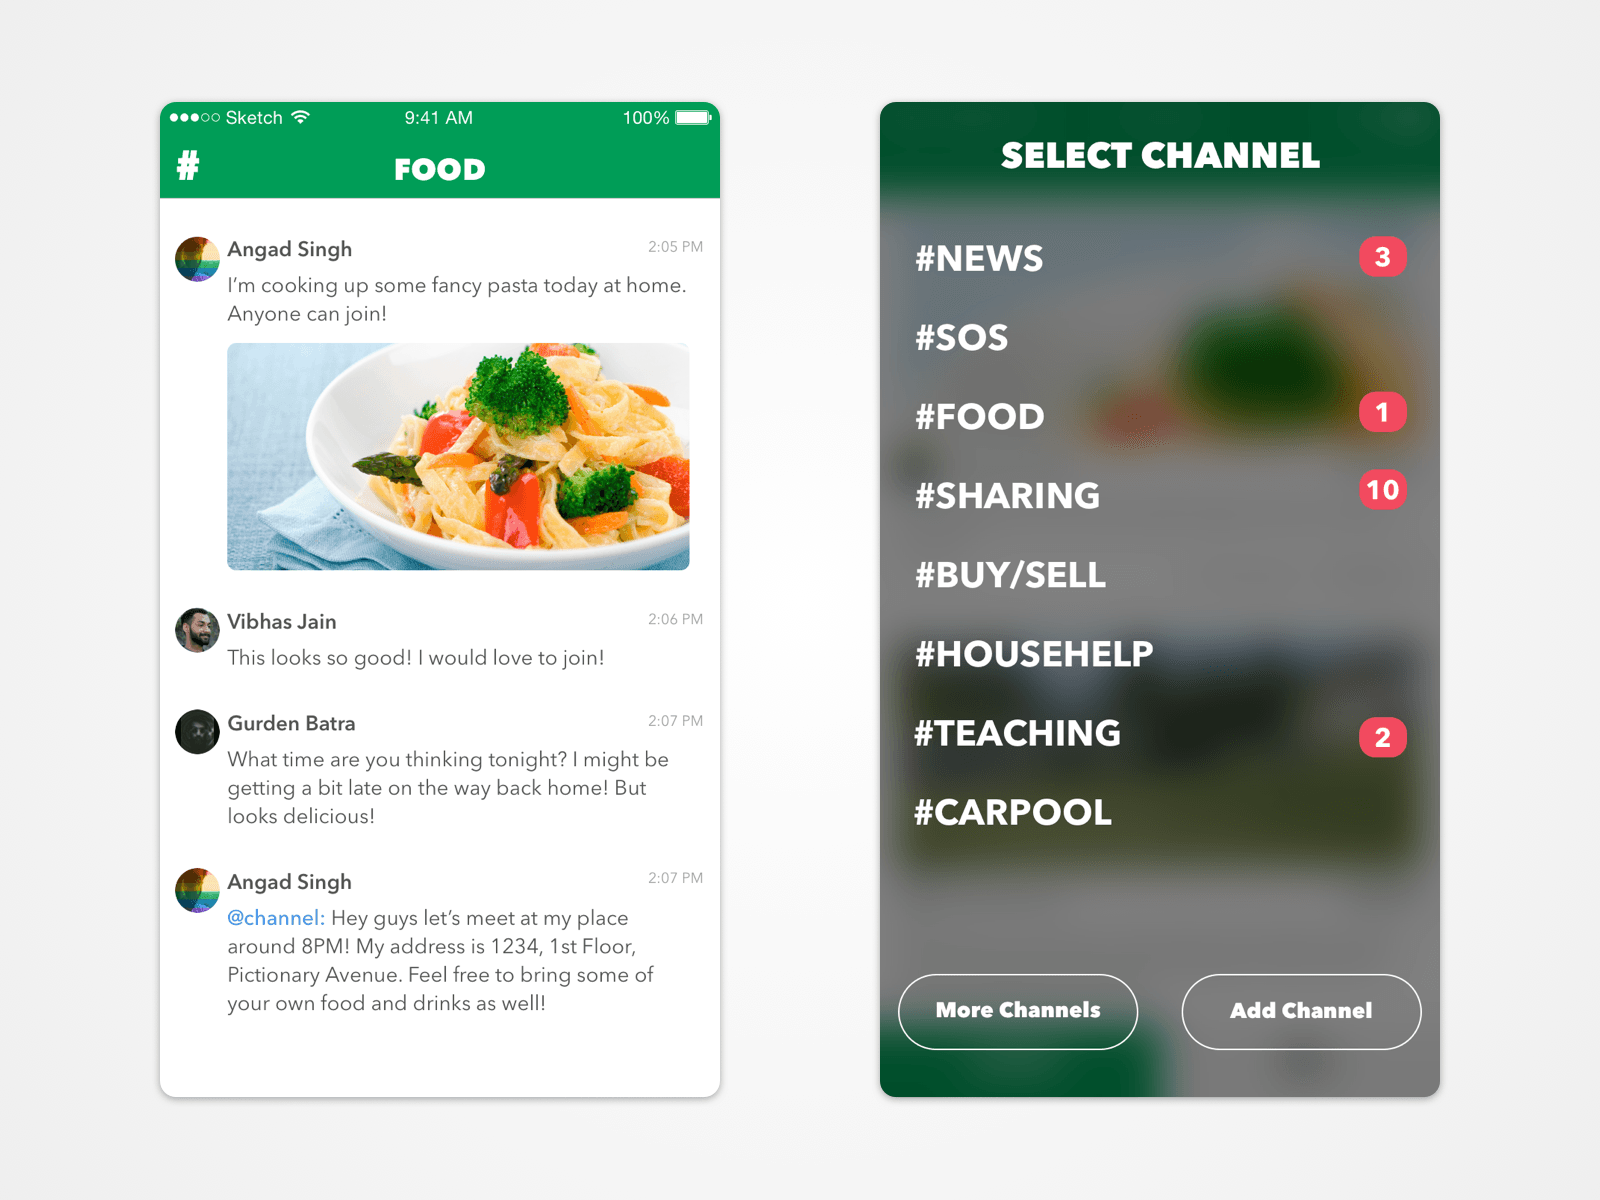 Sketch 9:41 AM 100%
# FOOD
Angad Singh 2:05 PM
I’m cooking up some fancy pasta today at home.
Anyone can join!
Vibhas Jain 2:06 PM
This looks so good! I would love to join!
Gurden Batra 2:07 PM
What time are you thinking tonight? I might be
getting a bit late on the way back home! But
looks delicious!
Angad Singh 2:07 PM
@channel: Hey guys let’s meet at my place
around 8PM! My address is 1234, 1st Floor,
Pictionary Avenue. Feel free to bring some of
your own food and drinks as well!
SELECT CHANNEL
#NEWS 3
#SOS
#FOOD 1
#SHARING 10
#BUY/SELL
#HOUSEHELP
#TEACHING 2
#CARPOOL
More Channels Add Channel